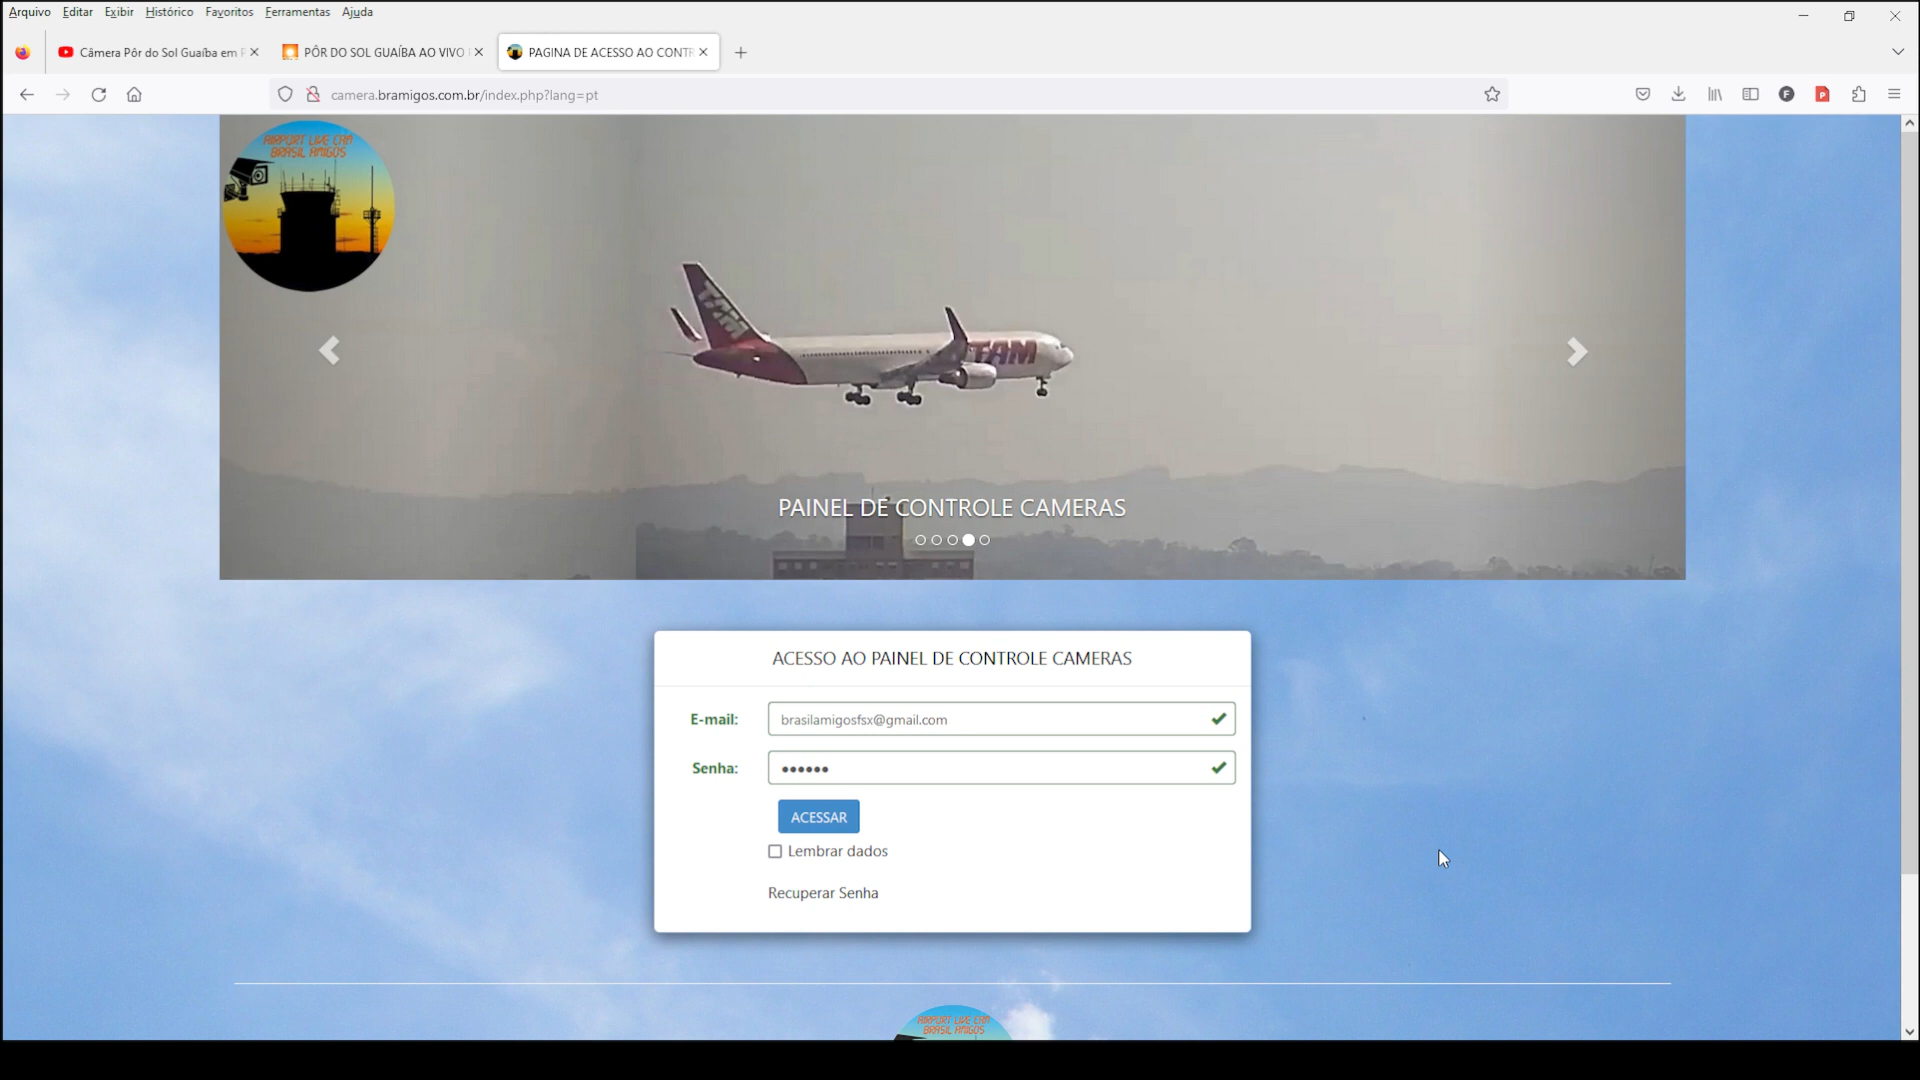 Arquivo Editar Exibir Histórico Favoritos Ferramentas Ajuda
Câmera Pôr do Sol Guaíba em
PÔR DO SOL GUAÍBA AO VIVO
PAGINA DE ACESSO AO CONTR
camera.bramigos.com.br/index.php?lang=pt
AIRPORT LIVE CAM
BRASIL AMIGOS
TAM
TAM
PAINEL DE CONTROLE CAMERAS
ACESSO AO PAINEL DE CONTROLE CAMERAS
E-mail: brasilamigosfsx@gmail.com
Senha: ••••••
ACESSAR
Lembrar dados
Recuperar Senha
AIRPORT LIVE CAM
BRASIL AMIGOS